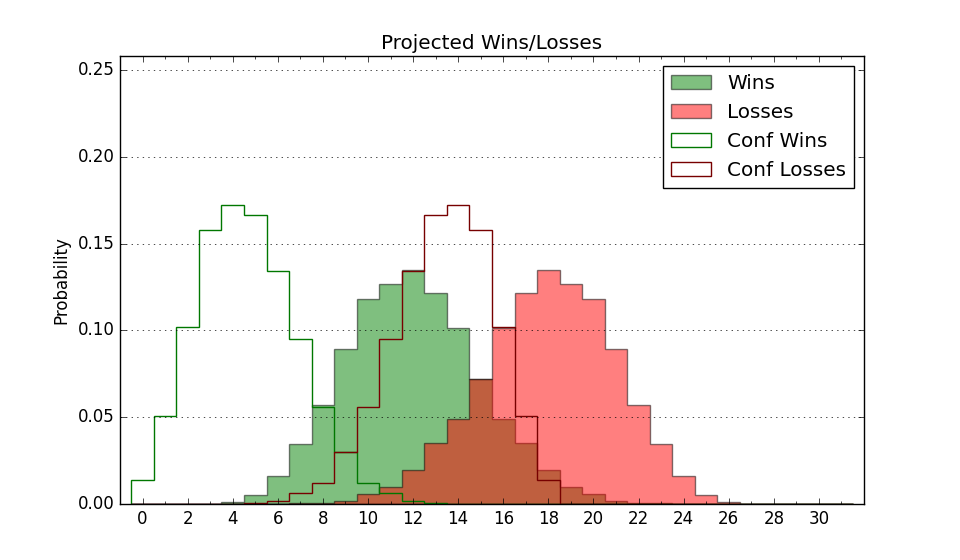 Projected Wins/Losses
0.25
0.20
0.15
0.10
0.05
0.00
Probability
Wins
Losses
Conf Wins
Conf Losses
0 2 4 6 8 10 12 14 16 18 20 22 24 26 28 30